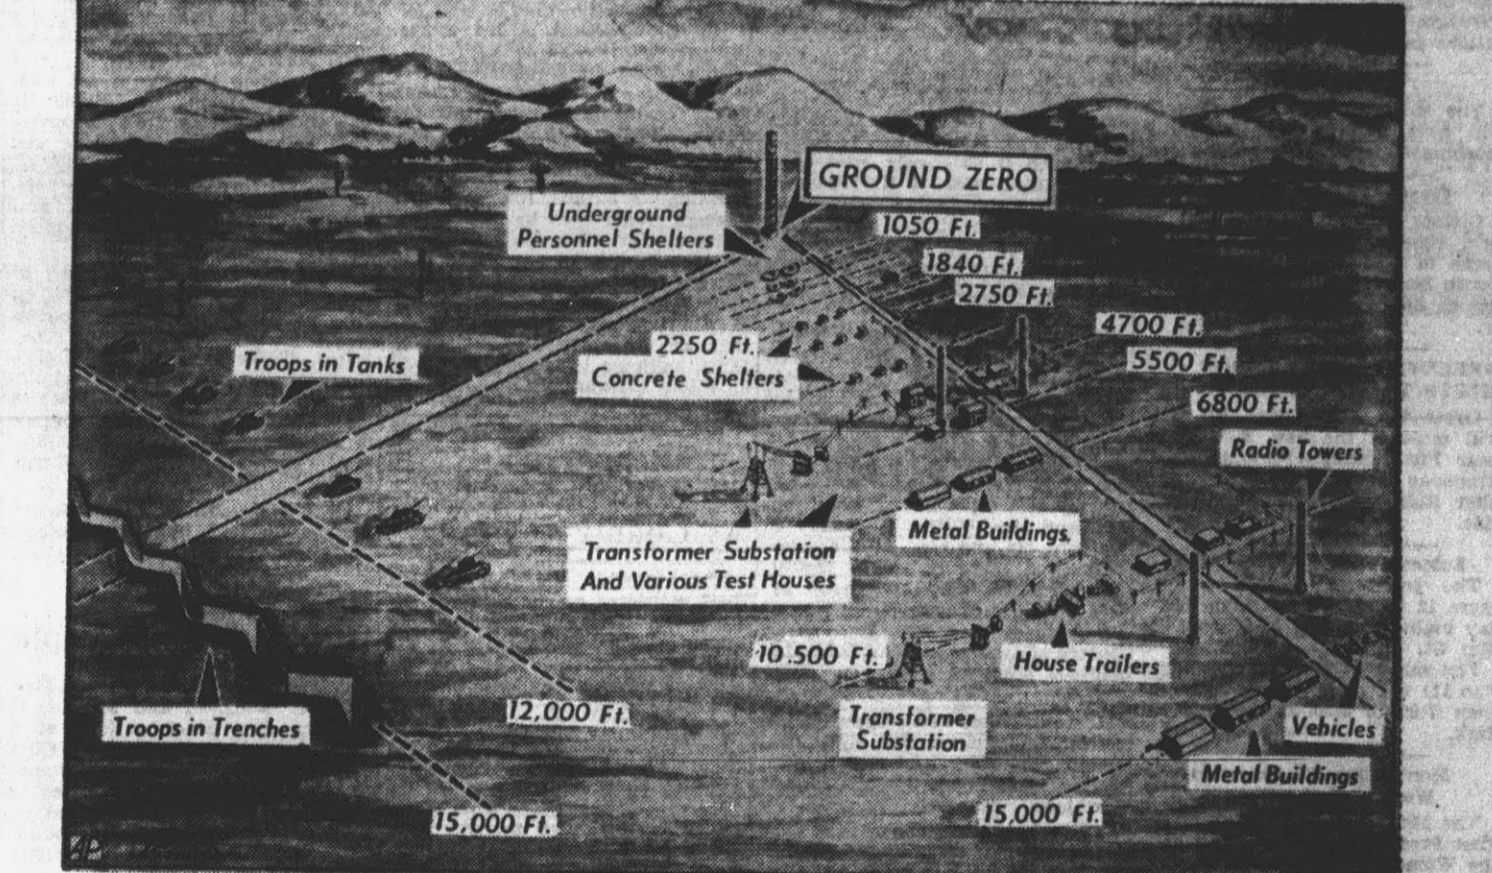 GROUND ZERO
Underground
Personnel Shelters
1050 Ft.
1840 Ft.
2750 Ft.
4700 Ft.
2250 Ft.
Concrete Shelters
5500 Ft.
Troops in Tanks
6800 Ft.
Radio Towers
Metal Buildings.
Transformer Substation
And Various Test Houses
10.500 Ft.
House Trailers
12,000 Ft.
Troops in Trenches
Transformer
Substation
Vehicles
Metal Buildings
15,000 Ft.
15,000 Ft.
AP